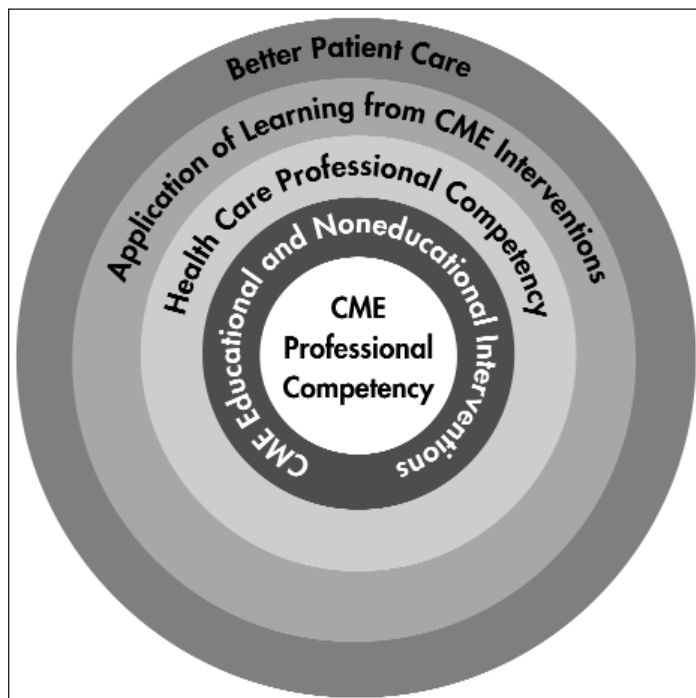 Better Patient Care
Application of Learning from CME Interventions
Health Care Professional Competency
CME Educational and Noneducational Interventions
CME
Professional
Competency